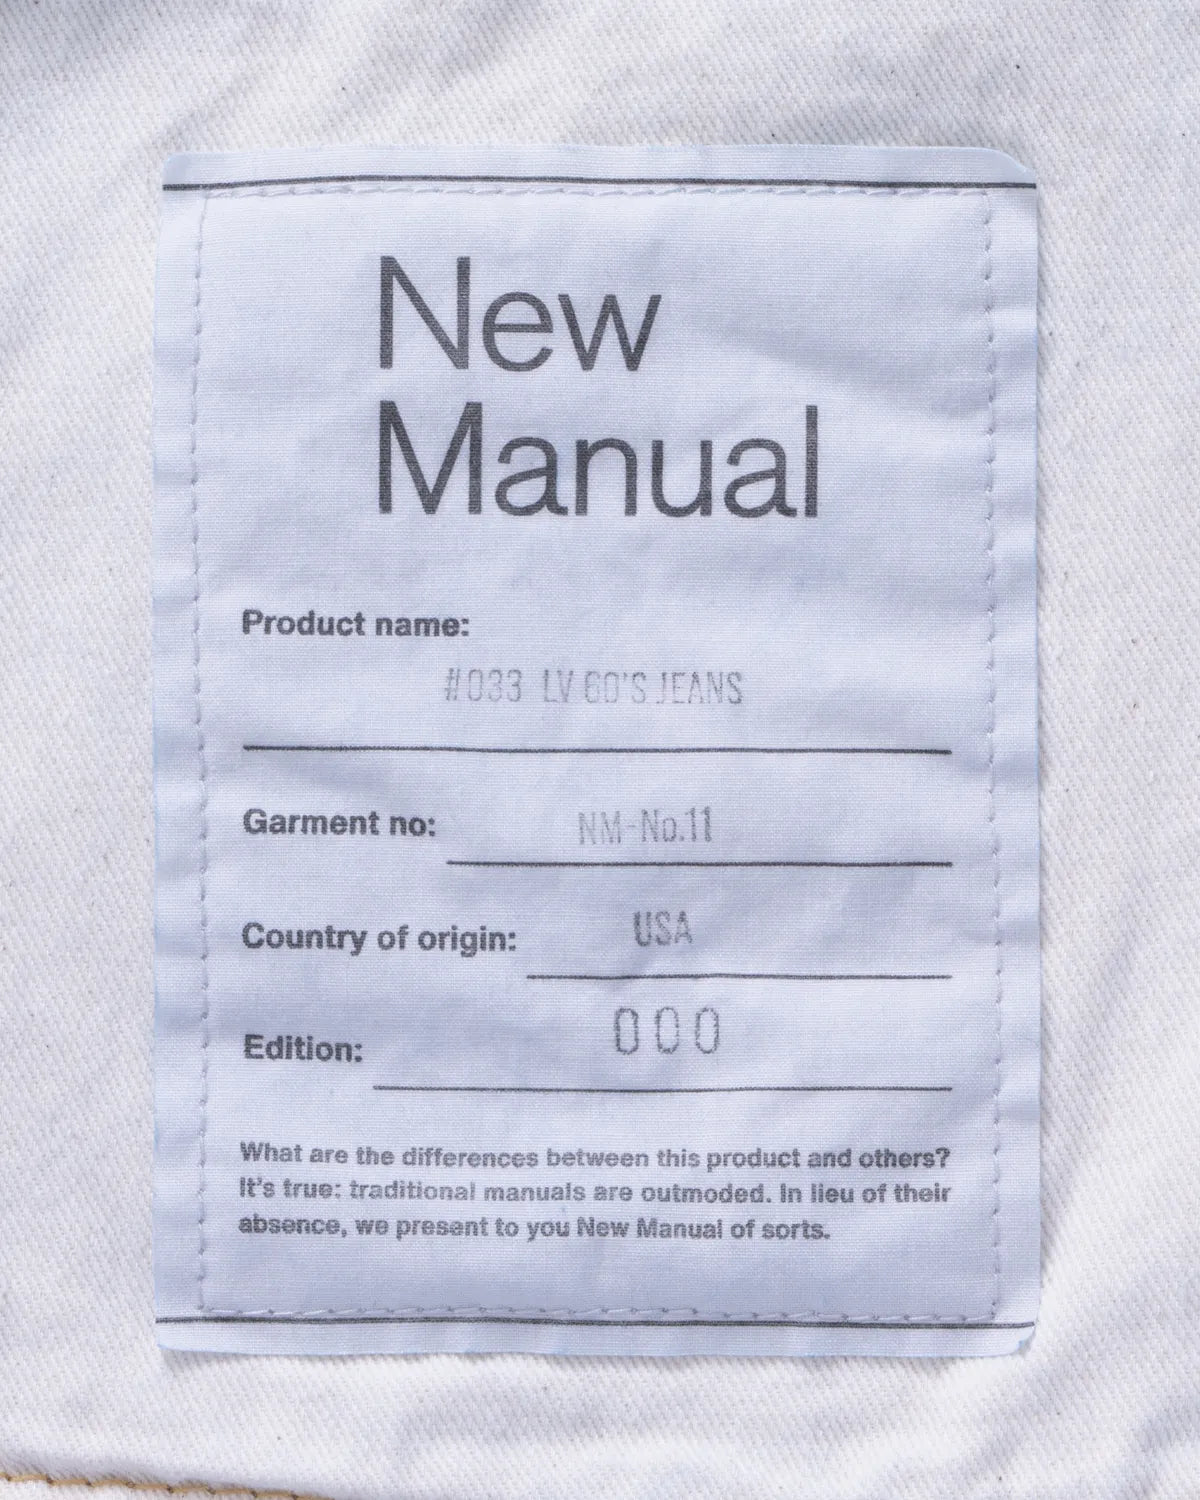 New
Manual
Product name:
#033 LV 60'S JEANS
Garment no: NM-No.11
Country of origin: USA
Edition: 000
What are the differences between this product and others?
It's true: traditional manuals are outmoded. In lieu of their
absence, we present to you New Manual of sorts.